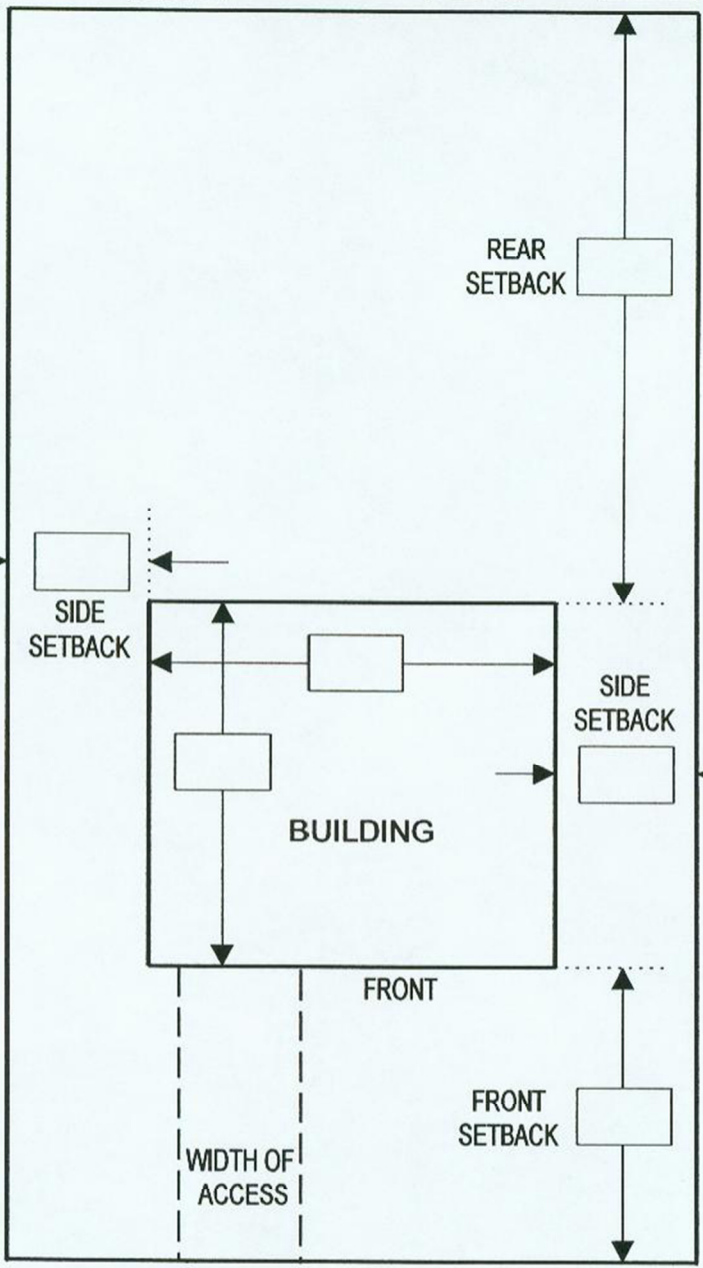 REAR
SETBACK
SIDE
SETBACK
SIDE
SETBACK
BUILDING
FRONT
FRONT
SETBACK
WIDTH OF
ACCESS